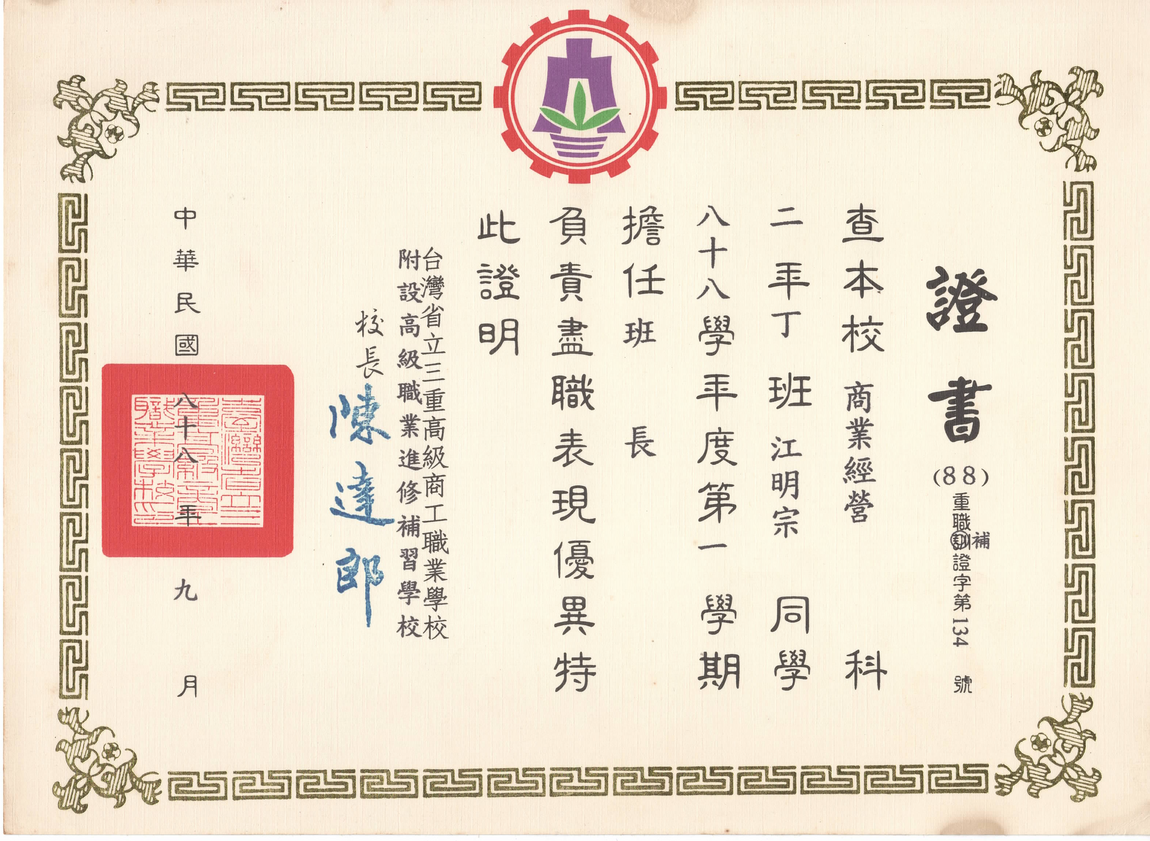 證書
(88)重職補訓證字第134號
查本校商業經營科
二年丁班江明宗同學
八十八學年度第一學期
擔任班長
負責盡職表現優異特
此證明
台灣省立三重高級商工職業學校
附設高級職業進修補習學校
校長陳達郎
中華民國八十八年九月